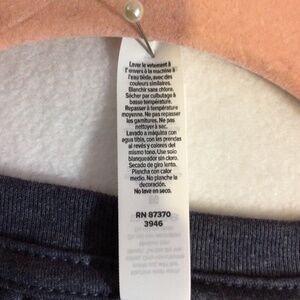 Laver le vêtement à
l'envers à la machine à
l'eau tiède, avec des
couleurs similaires.
Blanchir sans chlore.
Sécher par culbutage à
basse température.
Repasser à température
moyenne. Ne pas repasser
les garnitures. Ne pas
nettoyer à sec.
Lavado a máquina con
agua tibia, con las prendas
al revés y colores del
mismo tono. Use solo
blanqueador sin cloro.
Secado de giro lento.
Plancha con calor
medio. No planche la
decoración.
No lave en seco.
RN 87370
3946